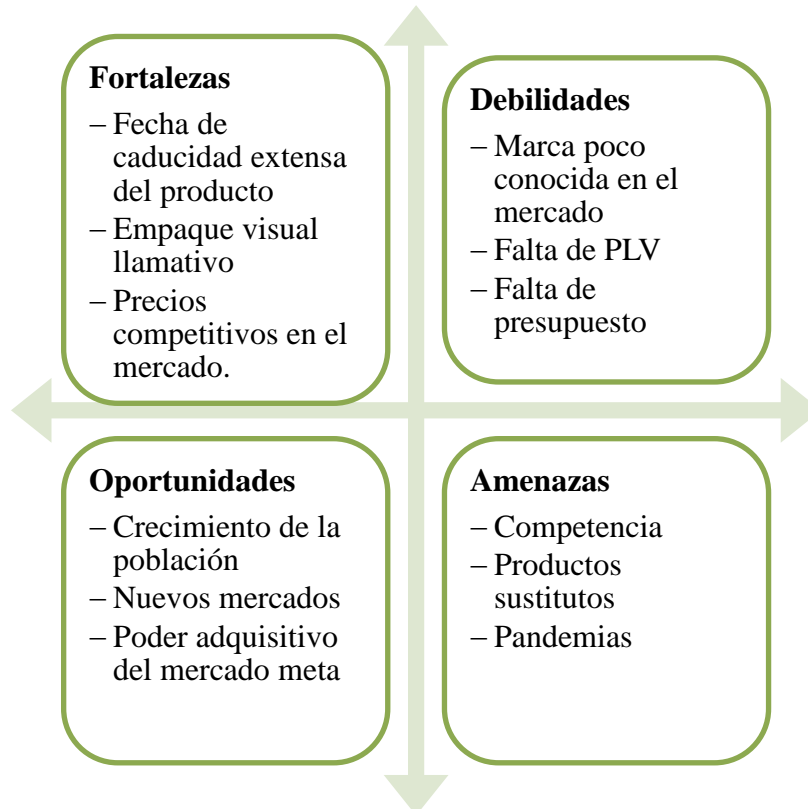 Fortalezas
– Fecha de
caducidad extensa
del producto
– Empaque visual
llamativo
– Precios
competitivos en el
mercado.
Debilidades
– Marca poco
conocida en el
mercado
– Falta de PLV
– Falta de
presupuesto
Oportunidades
– Crecimiento de la
población
– Nuevos mercados
– Poder adquisitivo
del mercado meta
Amenazas
– Competencia
– Productos
sustitutos
– Pandemias